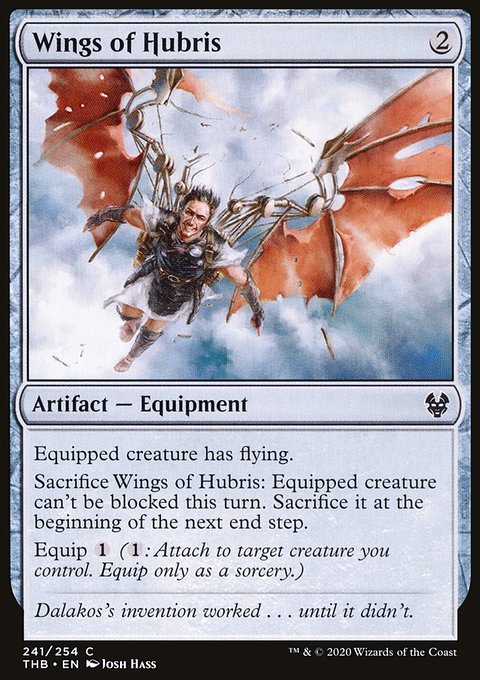 Wings of Hubris 2
Artifact — Equipment
Equipped creature has flying.
Sacrifice Wings of Hubris: Equipped creature
can't be blocked this turn. Sacrifice it at the
beginning of the next end step.
Equip 1 (1: Attach to target creature you
control. Equip only as a sorcery.)
Dalakos's invention worked . . . until it didn't.
241/254 C
THB • EN Josh Hass
™ & © 2020 Wizards of the Coast